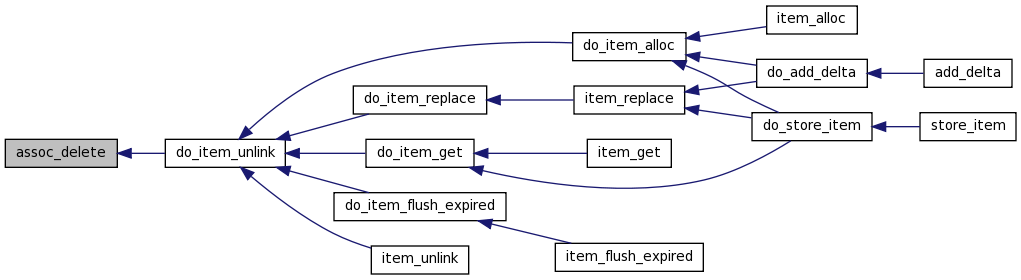 item_alloc
do_item_alloc
do_add_delta
add_delta
do_item_replace
item_replace
do_store_item
store_item
assoc_delete
do_item_unlink
do_item_get
item_get
do_item_flush_expired
item_flush_expired
item_unlink